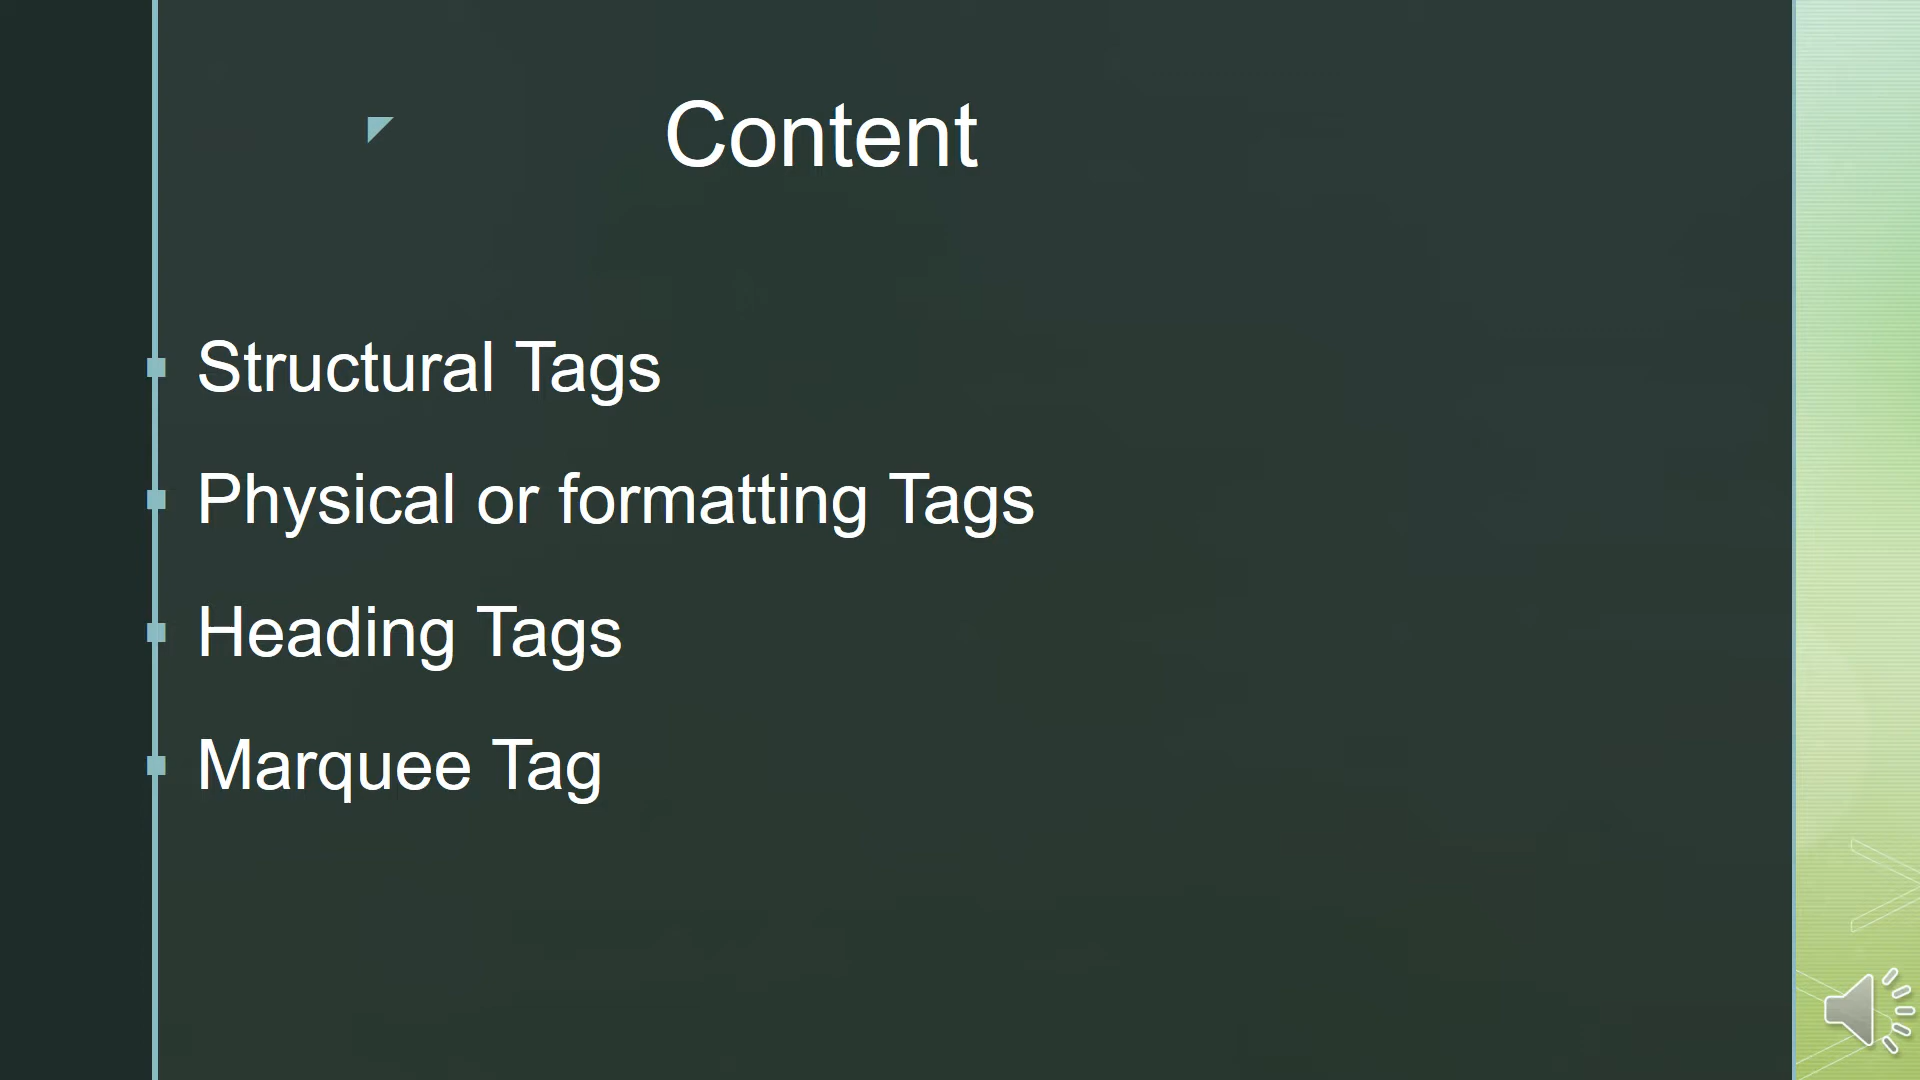 Content
Structural Tags
Physical or formatting Tags
Heading Tags
Marquee Tag